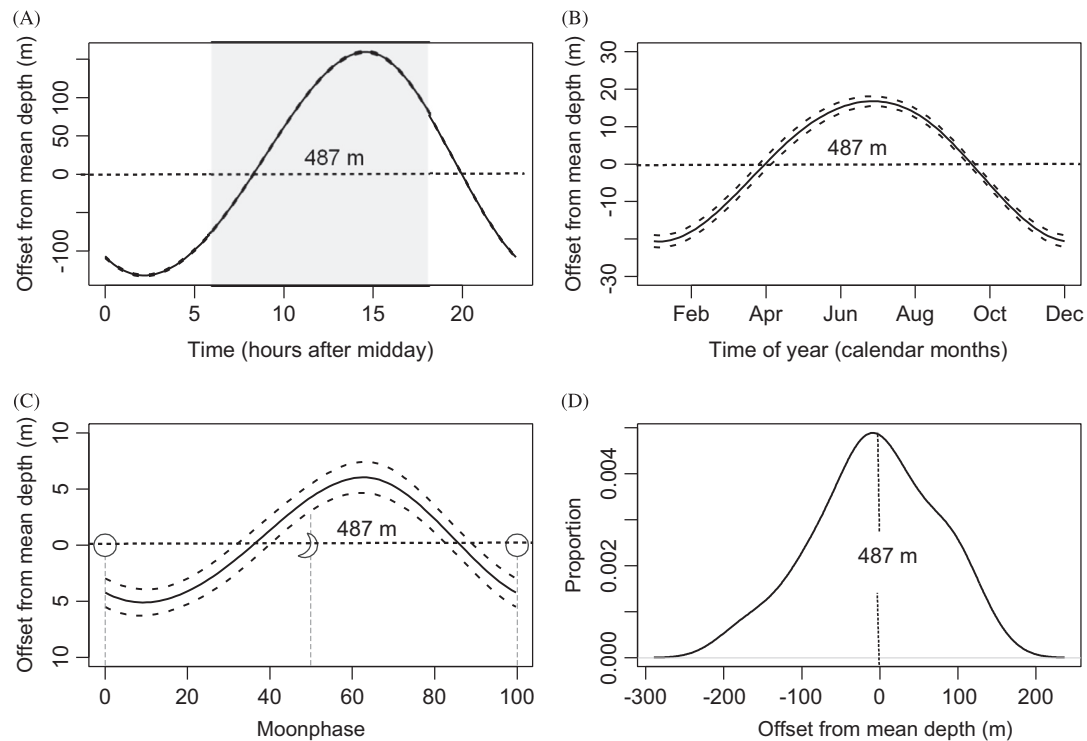 (A)
Offset from mean depth (m)
100
50
0
-100
487 m
0
5
10
15
20
Time (hours after midday)
(B)
Offset from mean depth (m)
30
20
10
0
-10
-30
487 m
Feb
Apr
Jun
Aug
Oct
Dec
Time of year (calendar months)
(C)
Offset from mean depth (m)
10
5
0
5
10
487 m
0
20
40
60
80
100
Moonphase
(D)
Proportion
0.004
0.002
0.000
487 m
-300
-100
0
100
200
Offset from mean depth (m)